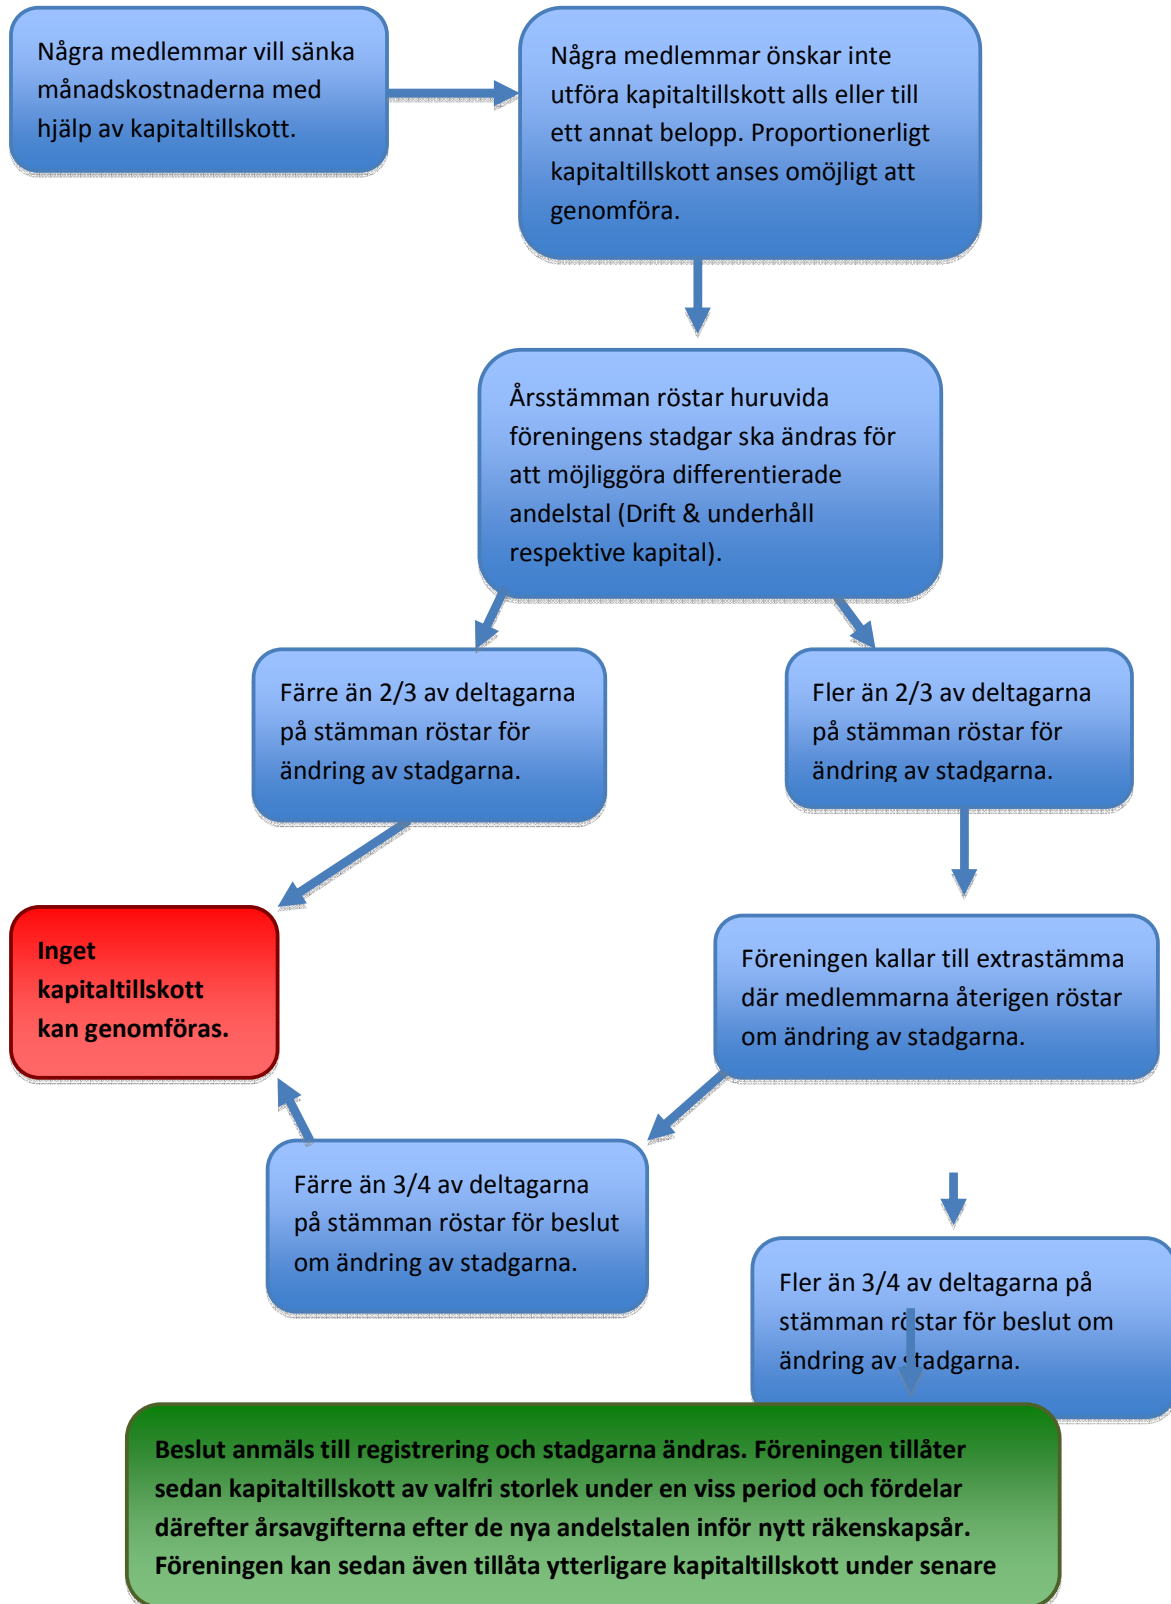 Några medlemmar vill sänka
månadskostnaderna med
hjälp av kapitaltillskott.
Några medlemmar önskar inte
utföra kapitaltillskott alls eller till
ett annat belopp. Proportionerligt
kapitaltillskott anses omöjligt att
genomföra.
Årsstämman röstar huruvida
föreningens stadgar ska ändras för
att möjliggöra differentierade
andelstal (Drift & underhåll
respektive kapital).
Färre än 2/3 av deltagarna
på stämman röstar för
ändring av stadgarna.
Fler än 2/3 av deltagarna
på stämman röstar för
ändring av stadgarna.
Inget
kapitaltillskott
kan genomföras.
Föreningen kallar till extrastämma
där medlemmarna återigen röstar
om ändring av stadgarna.
Färre än 3/4 av deltagarna
på stämman röstar för beslut
om ändring av stadgarna.
Fler än 3/4 av deltagarna på
stämman röstar för beslut om
ändring av stadgarna.
Beslut anmäls till registrering och stadgarna ändras. Föreningen tillåter
sedan kapitaltillskott av valfri storlek under en viss period och fördelar
därefter årsavgifterna efter de nya andelstalen inför nytt räkenskapsår.
Föreningen kan sedan även tillåta ytterligare kapitaltillskott under senare